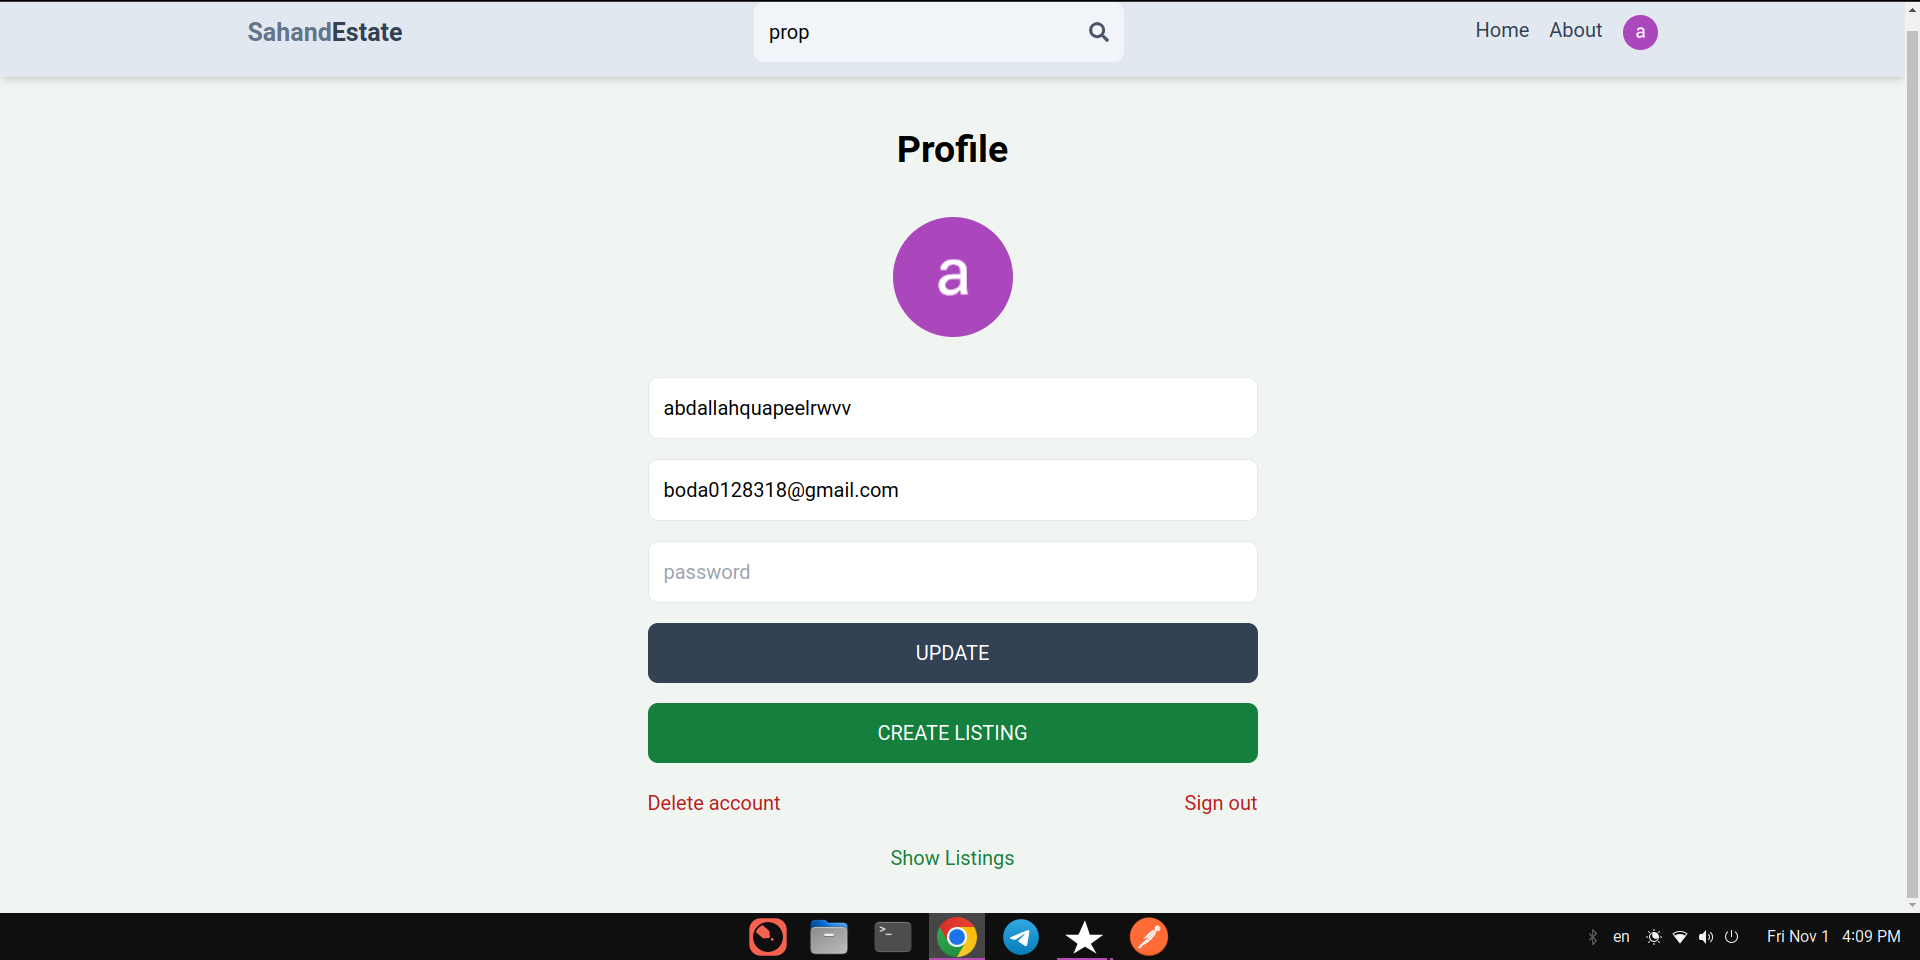 SahandEstate
prop
Home About a
Profile
a
abdallahquapeelrwvv
boda0128318@gmail.com
password
UPDATE
CREATE LISTING
Delete account Sign out
Show Listings
>_
en Fri Nov 1 4:09 PM